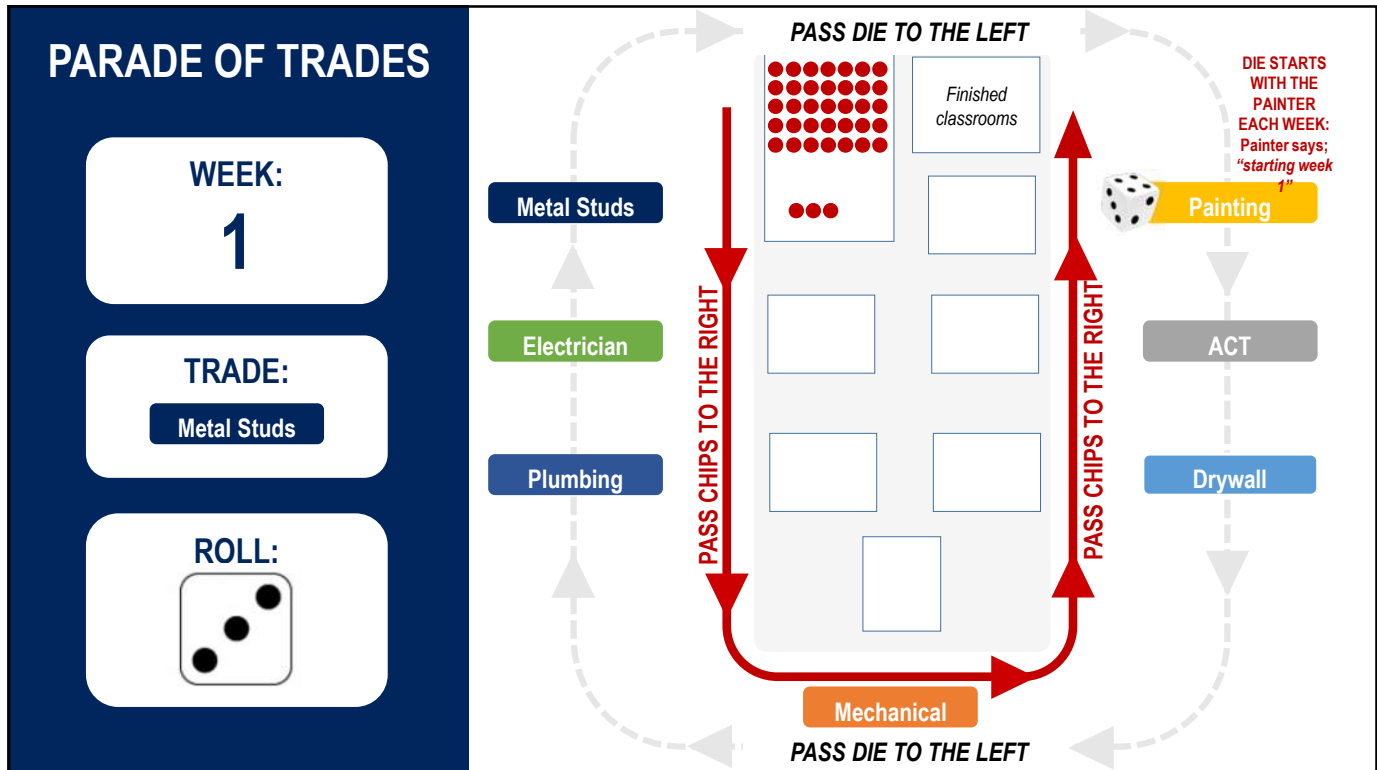 PARADE OF TRADES
WEEK:
1
TRADE:
Metal Studs
ROLL:
PASS DIE TO THE LEFT
Finished
classrooms
DIE STARTS
WITH THE
PAINTER
EACH WEEK:
Painter says;
“starting week
1”
Metal Studs
Painting
Electrician
ACT
Plumbing
Drywall
PASS CHIPS TO THE RIGHT
PASS CHIPS TO THE RIGHT
Mechanical
PASS DIE TO THE LEFT